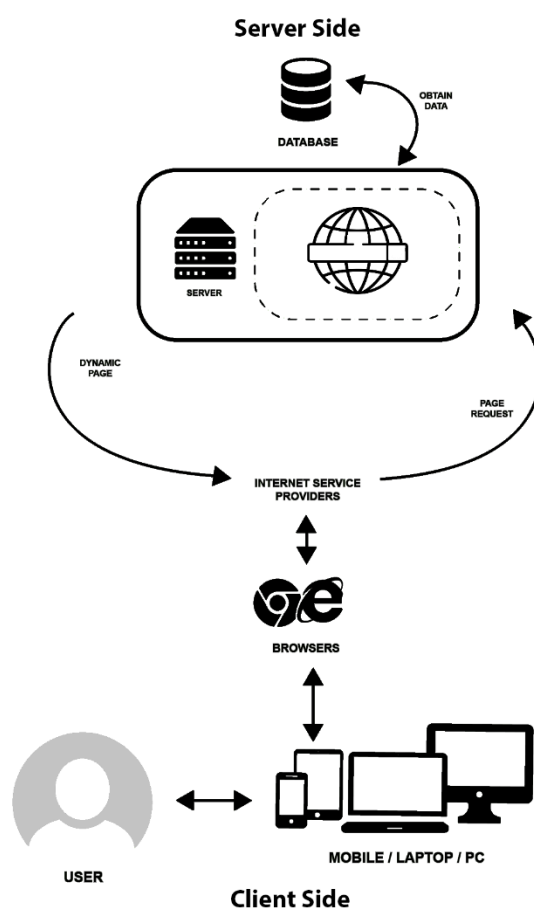 Server Side
OBTAIN
DATA
DATABASE
SERVER
DYNAMIC
PAGE
PAGE
REQUEST
INTERNET SERVICE
PROVIDERS
BROWSERS
MOBILE / LAPTOP / PC
USER
Client Side